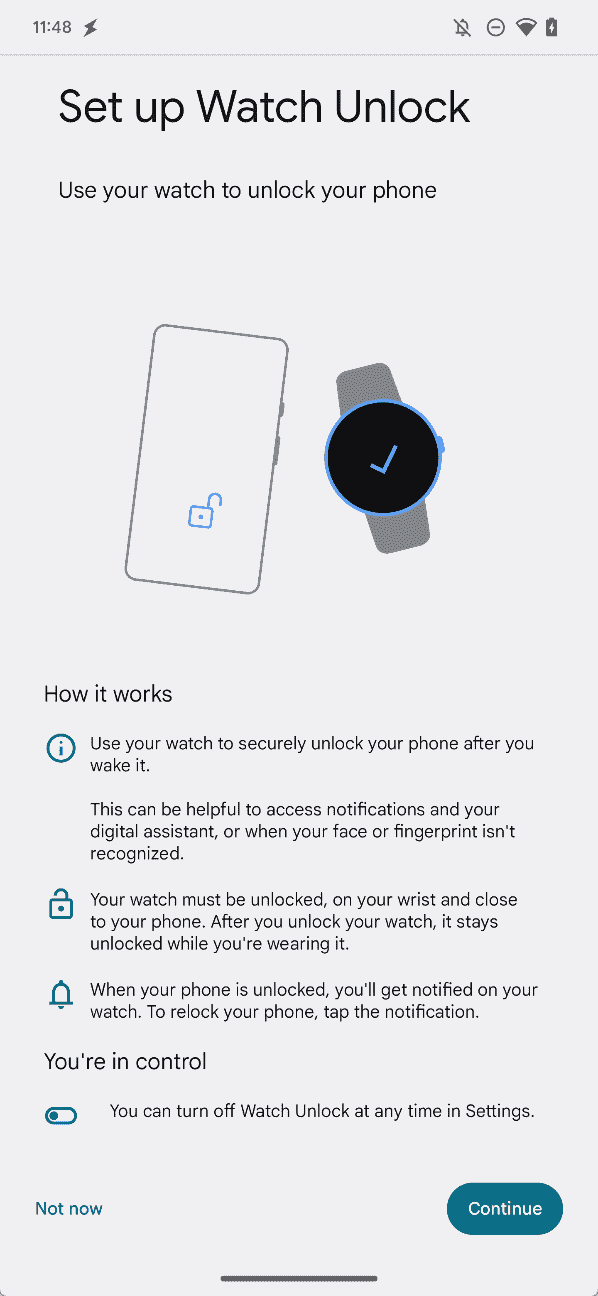 11:48
Set up Watch Unlock
Use your watch to unlock your phone
How it works
Use your watch to securely unlock your phone after you
wake it.
This can be helpful to access notifications and your
digital assistant, or when your face or fingerprint isn't
recognized.
Your watch must be unlocked, on your wrist and close
to your phone. After you unlock your watch, it stays
unlocked while you're wearing it.
When your phone is unlocked, you'll get notified on your
watch. To relock your phone, tap the notification.
You're in control
You can turn off Watch Unlock at any time in Settings.
Not now
Continue